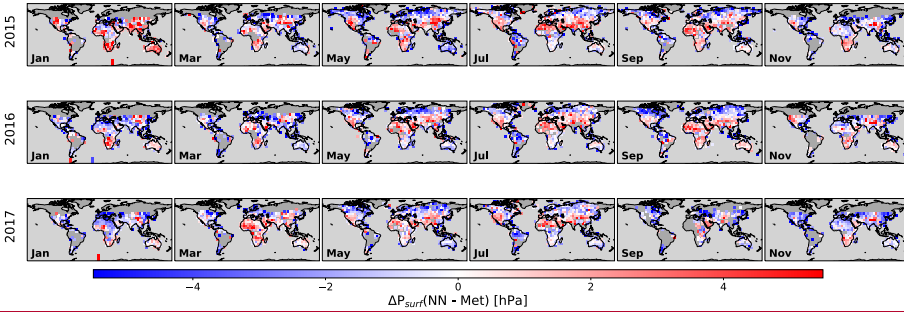 2015
Jan Mar May Jul Sep Nov
2016
Jan Mar May Jul Sep Nov
2017
Jan Mar May Jul Sep Nov
−4 −2 0 2 4
ΔP_surf(NN - Met) [hPa]